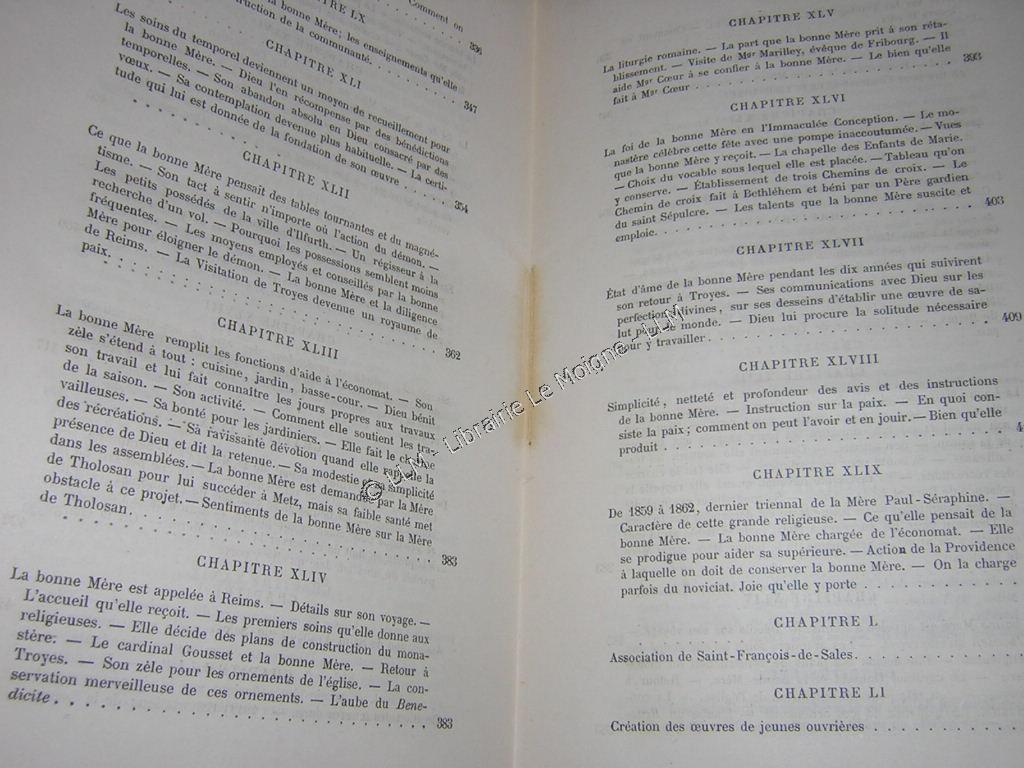 Comment on
336
CHAPITRE LX
la bonne Mère; les enseignements qu'elle
de la communauté.
347
CHAPITRE XLI
Les soins du temporel deviennent un moyen de recueillement pour
la bonne Mère. — Dieu l'en récompense par des bénédictions
temporelles. — Son abandon absolu en Dieu consacré par des
vœux. — Sa contemplation devenue plus habituelle. — La certi-
tude qui lui est donnée de la fondation de son œuvre
354
CHAPITRE XLII
Ce que la bonne Mère pensait des tables tournantes et du magné-
tisme. — Son tact à sentir n'importe où l'action du démon. —
Les petits possédés de la ville d'Ilfurth. — Un régisseur à la
recherche d'un vol. — Pourquoi les possessions semblent moins
fréquentes. — Les moyens employés et conseillés par la bonne
Mère pour éloigner le démon. — La bonne Mère et la diligence
de Reims. — La Visitation de Troyes devenue un royaume de
paix.
362
CHAPITRE XLIII
La bonne Mère remplit les fonctions d'aide à l'économat. — Son
zèle s'étend à tout : cuisine, jardin, basse-cour. — Dieu bénit
son travail et lui fait connaître les jours propres aux travaux
de la saison. — Son activité. — Comment elle soutient les tra-
vailleuses. — Sa bonté pour les jardiniers. — Elle fait le charme
des récréations. — Sa ravissante dévotion quand elle rappelle la
présence de Dieu et dit la retenue. — Sa modestie et sa simplicité
dans les assemblées. — La bonne Mère est demandée par la Mère
de Tholosan pour lui succéder à Metz, mais sa faible santé met
obstacle à ce projet. — Sentiments de la bonne Mère sur la Mère
de Tholosan.
383
CHAPITRE XLIV
La bonne Mère est appelée à Reims. — Détails sur son voyage. —
L'accueil qu'elle reçoit. — Les premiers soins qu'elle donne aux
religieuses. — Elle décide des plans de construction du mona-
stère. — Le cardinal Gousset et la bonne Mère. — Retour à
Troyes. — Son zèle pour les ornements de l'église. — La con-
servation merveilleuse de ces ornements. — L'aube du Bene-
dicite. 383
CHAPITRE XLV
La liturgie romaine. — La part que la bonne Mère prit à son réta-
blissement. — Visite de Mgr Marilley, évêque de Fribourg. — Il
aide Mgr Cœur à se confier à la bonne Mère. — Le bien qu'elle
fait à Mgr Cœur 393
CHAPITRE XLVI
La foi de la bonne Mère en l'Immaculée Conception. — Le mo-
nastère célèbre cette fête avec une pompe inaccoutumée. — Vues
que la bonne Mère y reçoit. — La chapelle des Enfants de Marie.
— Choix du vocable sous lequel elle est placée. — Tableau qu'on
y conserve. — Établissement de trois Chemins de croix. — Le
Chemin de croix fait à Bethléhem et béni par un Père gardien
du saint Sépulcre. — Les talents que la bonne Mère suscite et
emploie. 403
CHAPITRE XLVII
État d'âme de la bonne Mère pendant les dix années qui suivirent
son retour à Troyes. — Ses communications avec Dieu sur les
perfections divines, sur ses desseins d'établir une œuvre de sa-
lut pour le monde. — Dieu lui procure la solitude nécessaire
pour y travailler. 409
CHAPITRE XLVIII
Simplicité, netteté et profondeur des avis et des instructions
de la bonne Mère. — Instruction sur la paix. — En quoi con-
siste la paix; comment on peut l'avoir et en jouir. — Bien qu'elle
produit 4
CHAPITRE XLIX
De 1859 à 1862, dernier triennal de la Mère Paul-Séraphine. —
Caractère de cette grande religieuse. — Ce qu'elle pensait de la
bonne Mère. — La bonne Mère chargée de l'économat. — Elle
se prodigue pour aider sa supérieure. — Action de la Providence
à laquelle on doit de conserver la bonne Mère. — On la charge
parfois du noviciat. Joie qu'elle y porte
CHAPITRE L
Association de Saint-François-de-Sales.
CHAPITRE LI
Création des œuvres de jeunes ouvrières
© LLM - Librairie Le Moigne - LLM